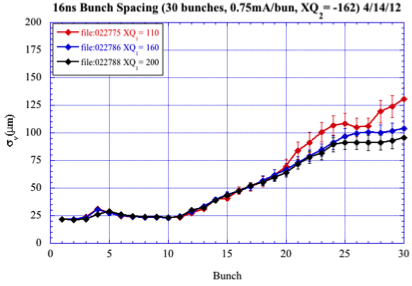 16ns Bunch Spacing (30 bunches, 0.75mA/bun, XQ2 = -162) 4/14/12
file:022775 XQ1 = 110
file:022786 XQ1 = 160
file:022788 XQ1 = 200
200
175
150
125
100
75
50
25
0
σv(μm)
0 5 10 15 20 25 30
Bunch